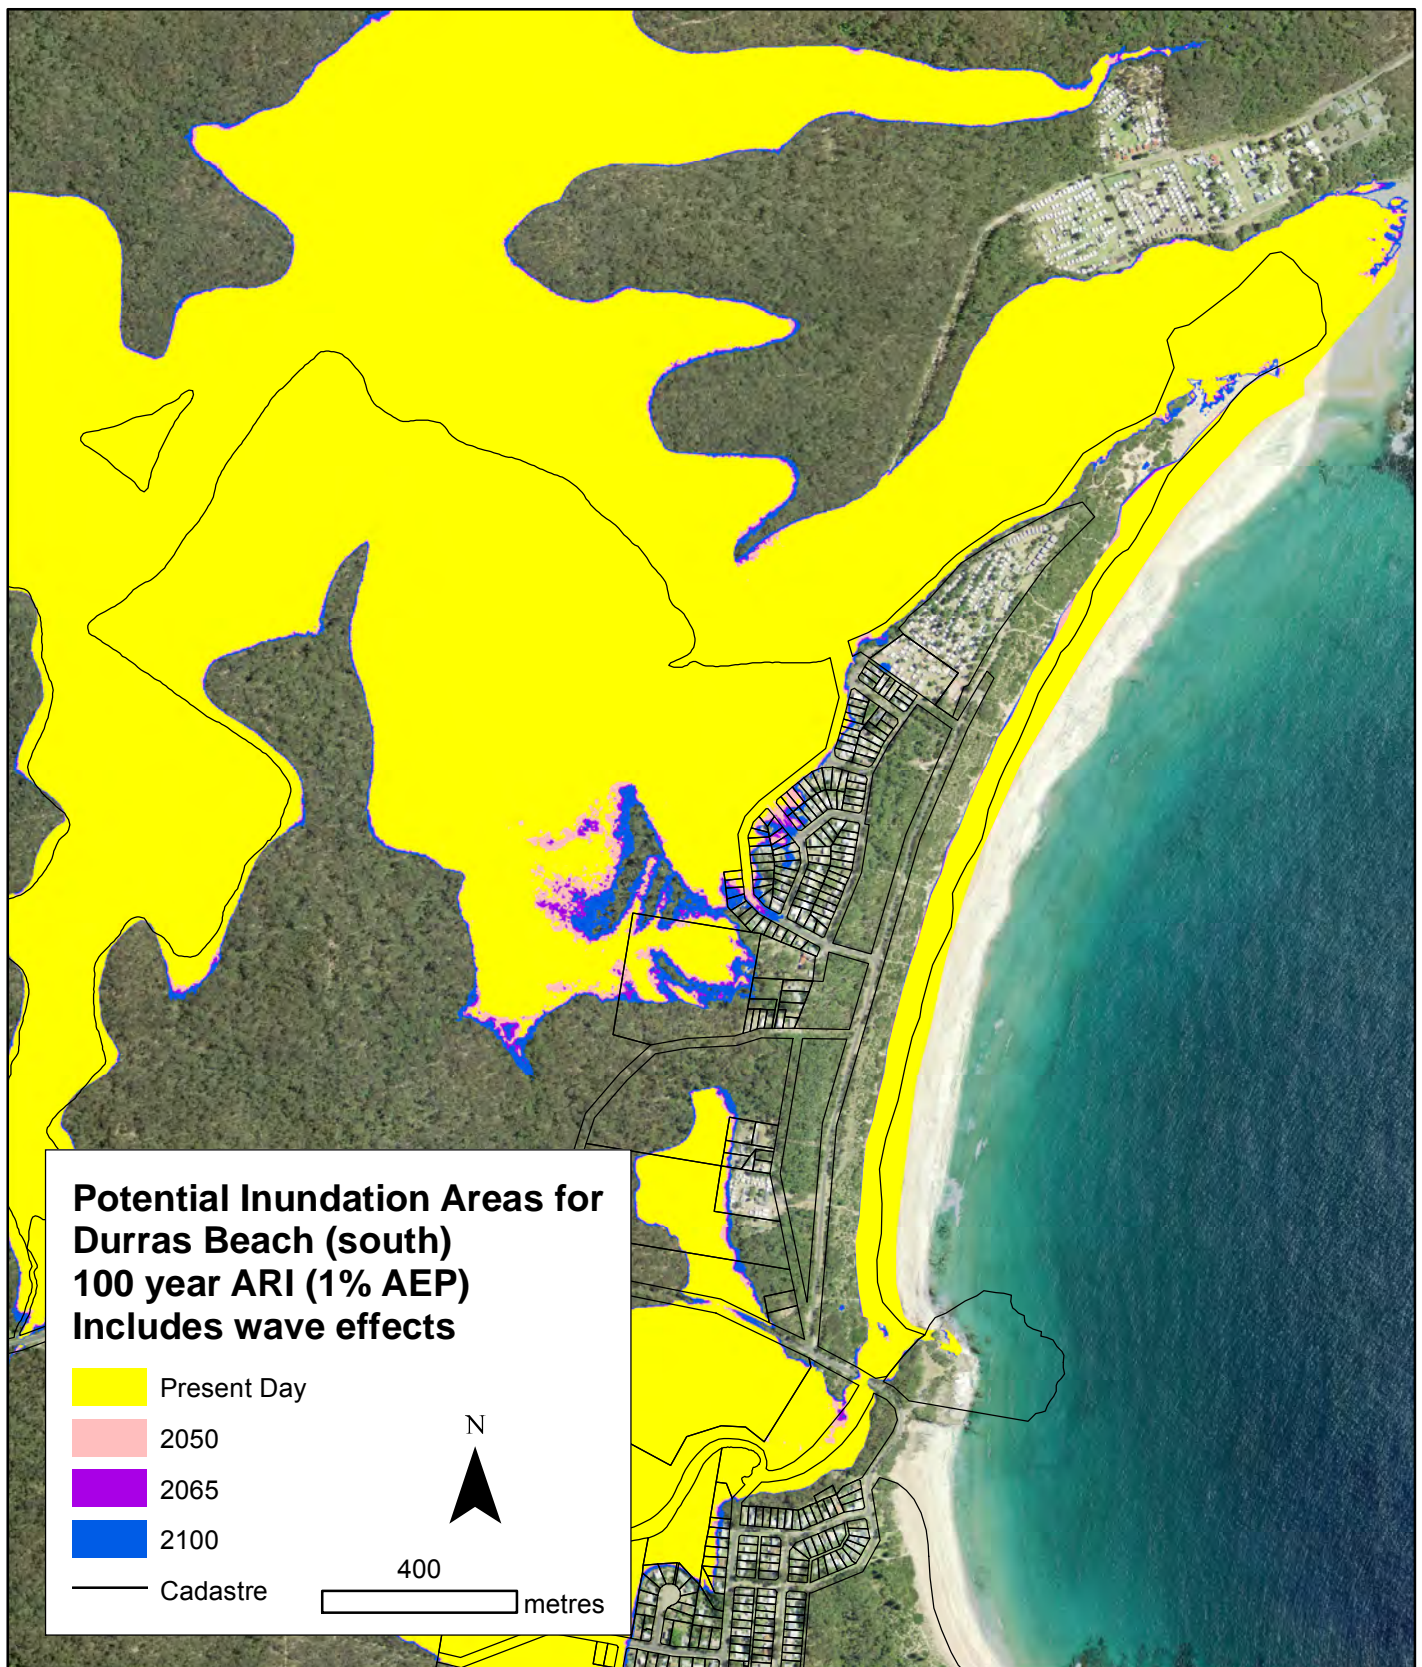 Potential Inundation Areas for
Durras Beach (south)
100 year ARI (1% AEP)
Includes wave effects
Present Day
2050
2065
2100
Cadastre
N
400
metres